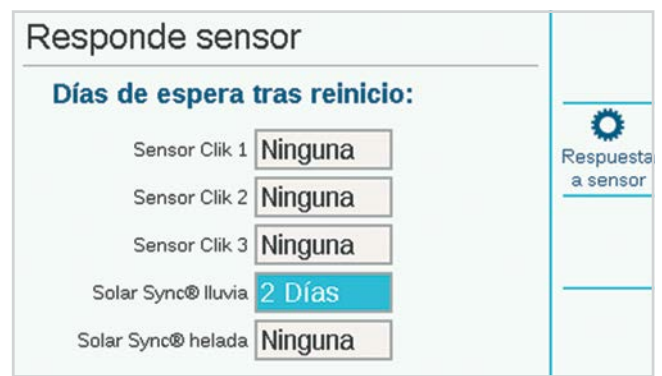 Responde sensor
Días de espera tras reinicio:
Sensor Clik 1 Ninguna
Sensor Clik 2 Ninguna
Sensor Clik 3 Ninguna
Solar Sync® lluvia 2 Días
Solar Sync® helada Ninguna
Respuesta
a sensor